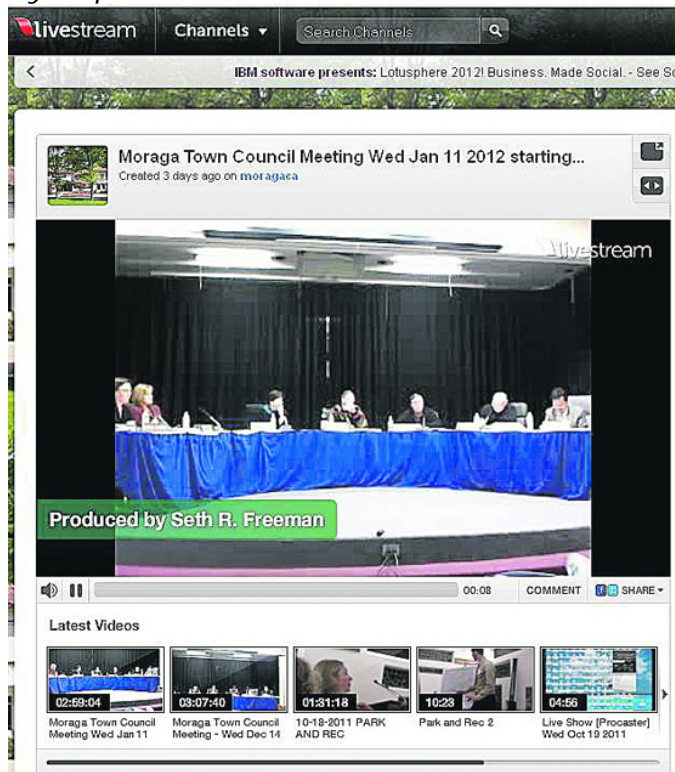 livestream Channels Search Channels
IBM software presents: Lotusphere 2012! Business. Made Social. - See
Moraga Town Council Meeting Wed Jan 11 2012 starting...
Created 3 days ago on moragaca
livestream
Produced by Seth R. Freeman
00:08 COMMENT SHARE
Latest Videos
02:59:04 03:07:40 01:31:18 10:23 04:56
Moraga Town Council Moraga Town Council 10-18-2011 PARK Park and Rec 2 Live Show [Procaster]
Meeting Wed Jan 11 Meeting - Wed Dec 14 AND REC Wed Oct 19 2011